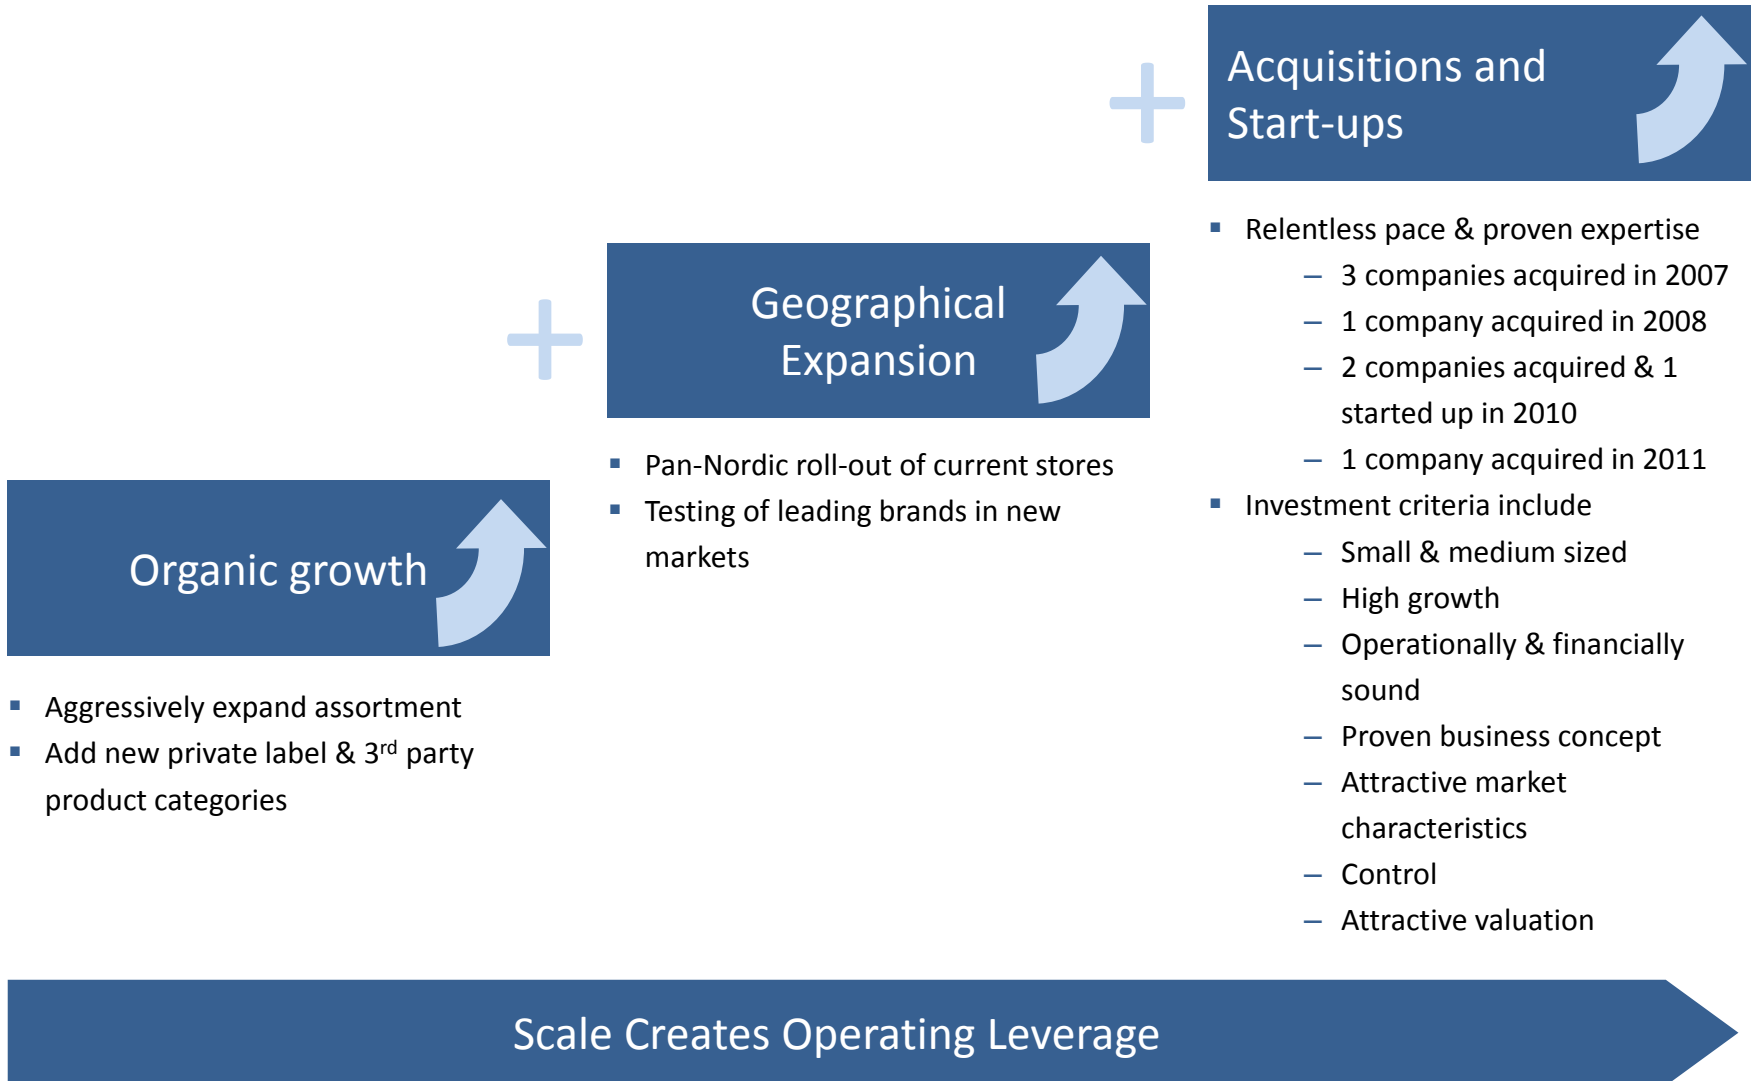 Organic growth
▪ Aggressively expand assortment
▪ Add new private label & 3rd party
product categories
+
Geographical
Expansion
▪ Pan-Nordic roll-out of current stores
▪ Testing of leading brands in new
markets
+
Acquisitions and
Start-ups
▪ Relentless pace & proven expertise
– 3 companies acquired in 2007
– 1 company acquired in 2008
– 2 companies acquired & 1
started up in 2010
– 1 company acquired in 2011
▪ Investment criteria include
– Small & medium sized
– High growth
– Operationally & financially
sound
– Proven business concept
– Attractive market
characteristics
– Control
– Attractive valuation
Scale Creates Operating Leverage